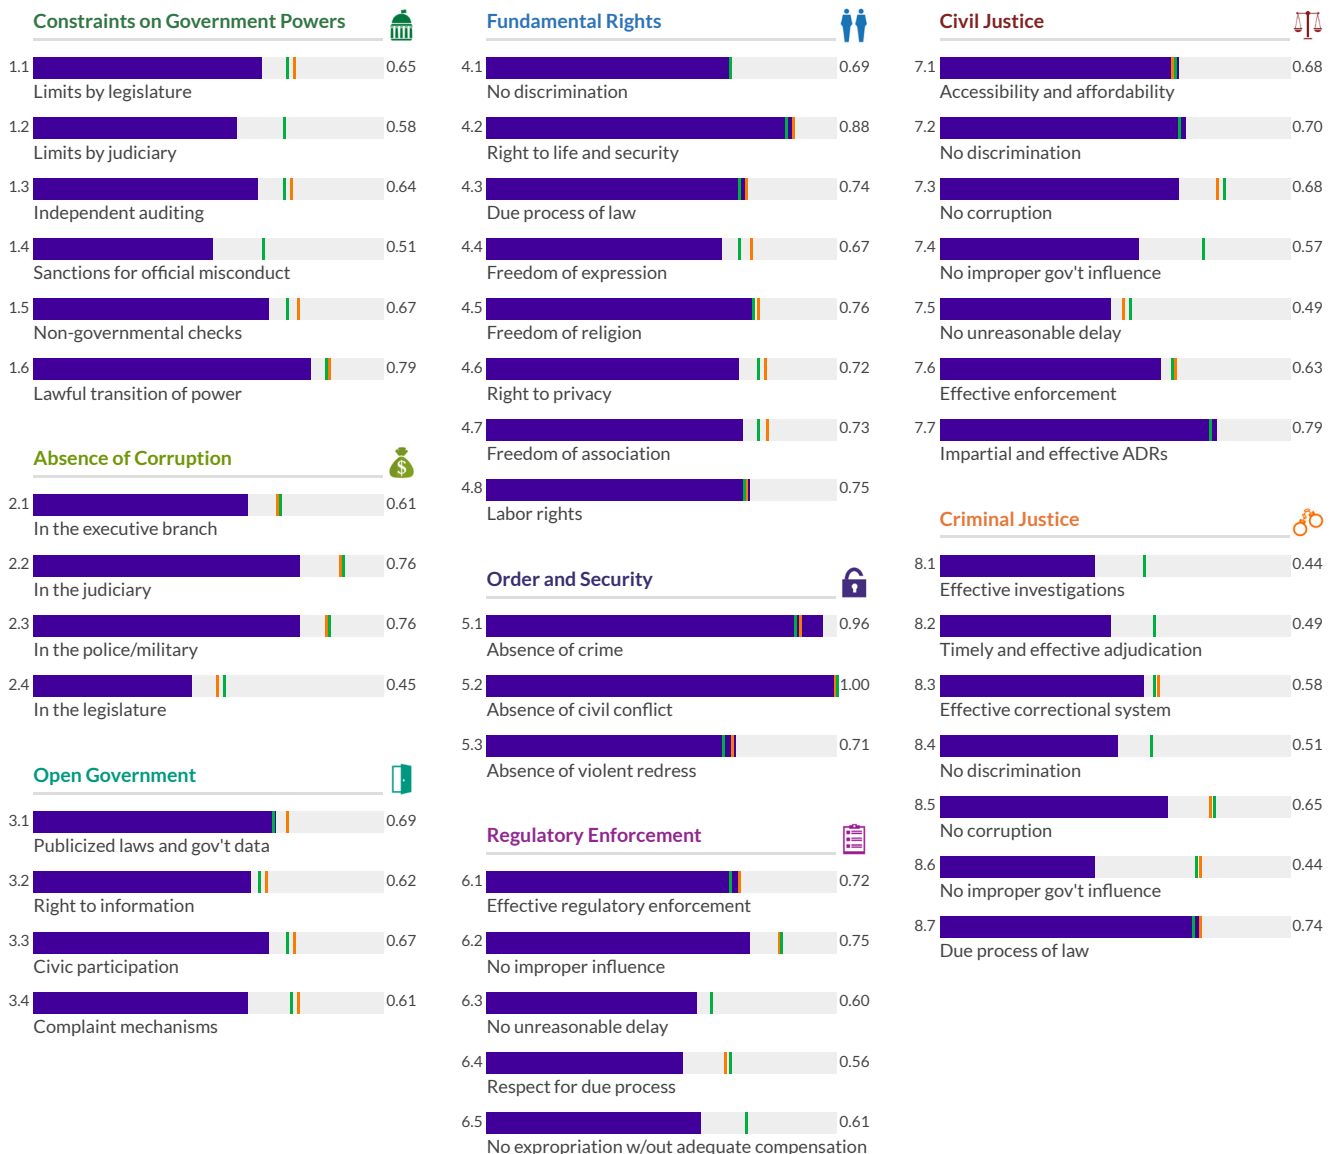 Constraints on Government Powers
1.1 0.65
Limits by legislature
1.2 0.58
Limits by judiciary
1.3 0.64
Independent auditing
1.4 0.51
Sanctions for official misconduct
1.5 0.67
Non-governmental checks
1.6 0.79
Lawful transition of power
Absence of Corruption
$
2.1 0.61
In the executive branch
2.2 0.76
In the judiciary
2.3 0.76
In the police/military
2.4 0.45
In the legislature
Open Government
3.1 0.69
Publicized laws and gov't data
3.2 0.62
Right to information
3.3 0.67
Civic participation
3.4 0.61
Complaint mechanisms
Fundamental Rights
4.1 0.69
No discrimination
4.2 0.88
Right to life and security
4.3 0.74
Due process of law
4.4 0.67
Freedom of expression
4.5 0.76
Freedom of religion
4.6 0.72
Right to privacy
4.7 0.73
Freedom of association
4.8 0.75
Labor rights
Order and Security
5.1 0.96
Absence of crime
5.2 1.00
Absence of civil conflict
5.3 0.71
Absence of violent redress
Regulatory Enforcement
6.1 0.72
Effective regulatory enforcement
6.2 0.75
No improper influence
6.3 0.60
No unreasonable delay
6.4 0.56
Respect for due process
6.5 0.61
No expropriation w/out adequate compensation
Civil Justice
7.1 0.68
Accessibility and affordability
7.2 0.70
No discrimination
7.3 0.68
No corruption
7.4 0.57
No improper gov't influence
7.5 0.49
No unreasonable delay
7.6 0.63
Effective enforcement
7.7 0.79
Impartial and effective ADRs
Criminal Justice
8.1 0.44
Effective investigations
8.2 0.49
Timely and effective adjudication
8.3 0.58
Effective correctional system
8.4 0.51
No discrimination
8.5 0.65
No corruption
8.6 0.44
No improper gov't influence
8.7 0.74
Due process of law